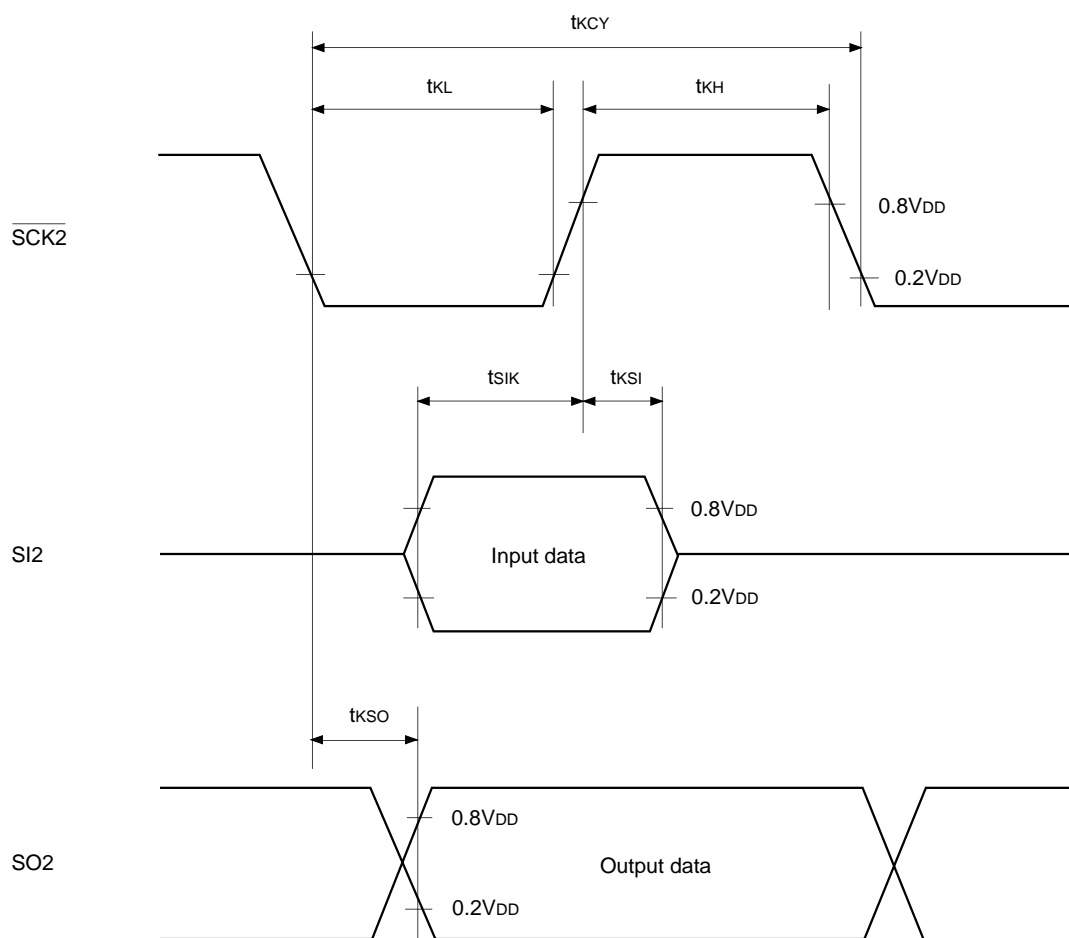 tKCY
tKL
tKH
SCK2
0.8VDD
0.2VDD
tSIK
tKSI
SI2
Input data
0.8VDD
0.2VDD
tKSO
SO2
0.8VDD
Output data
0.2VDD